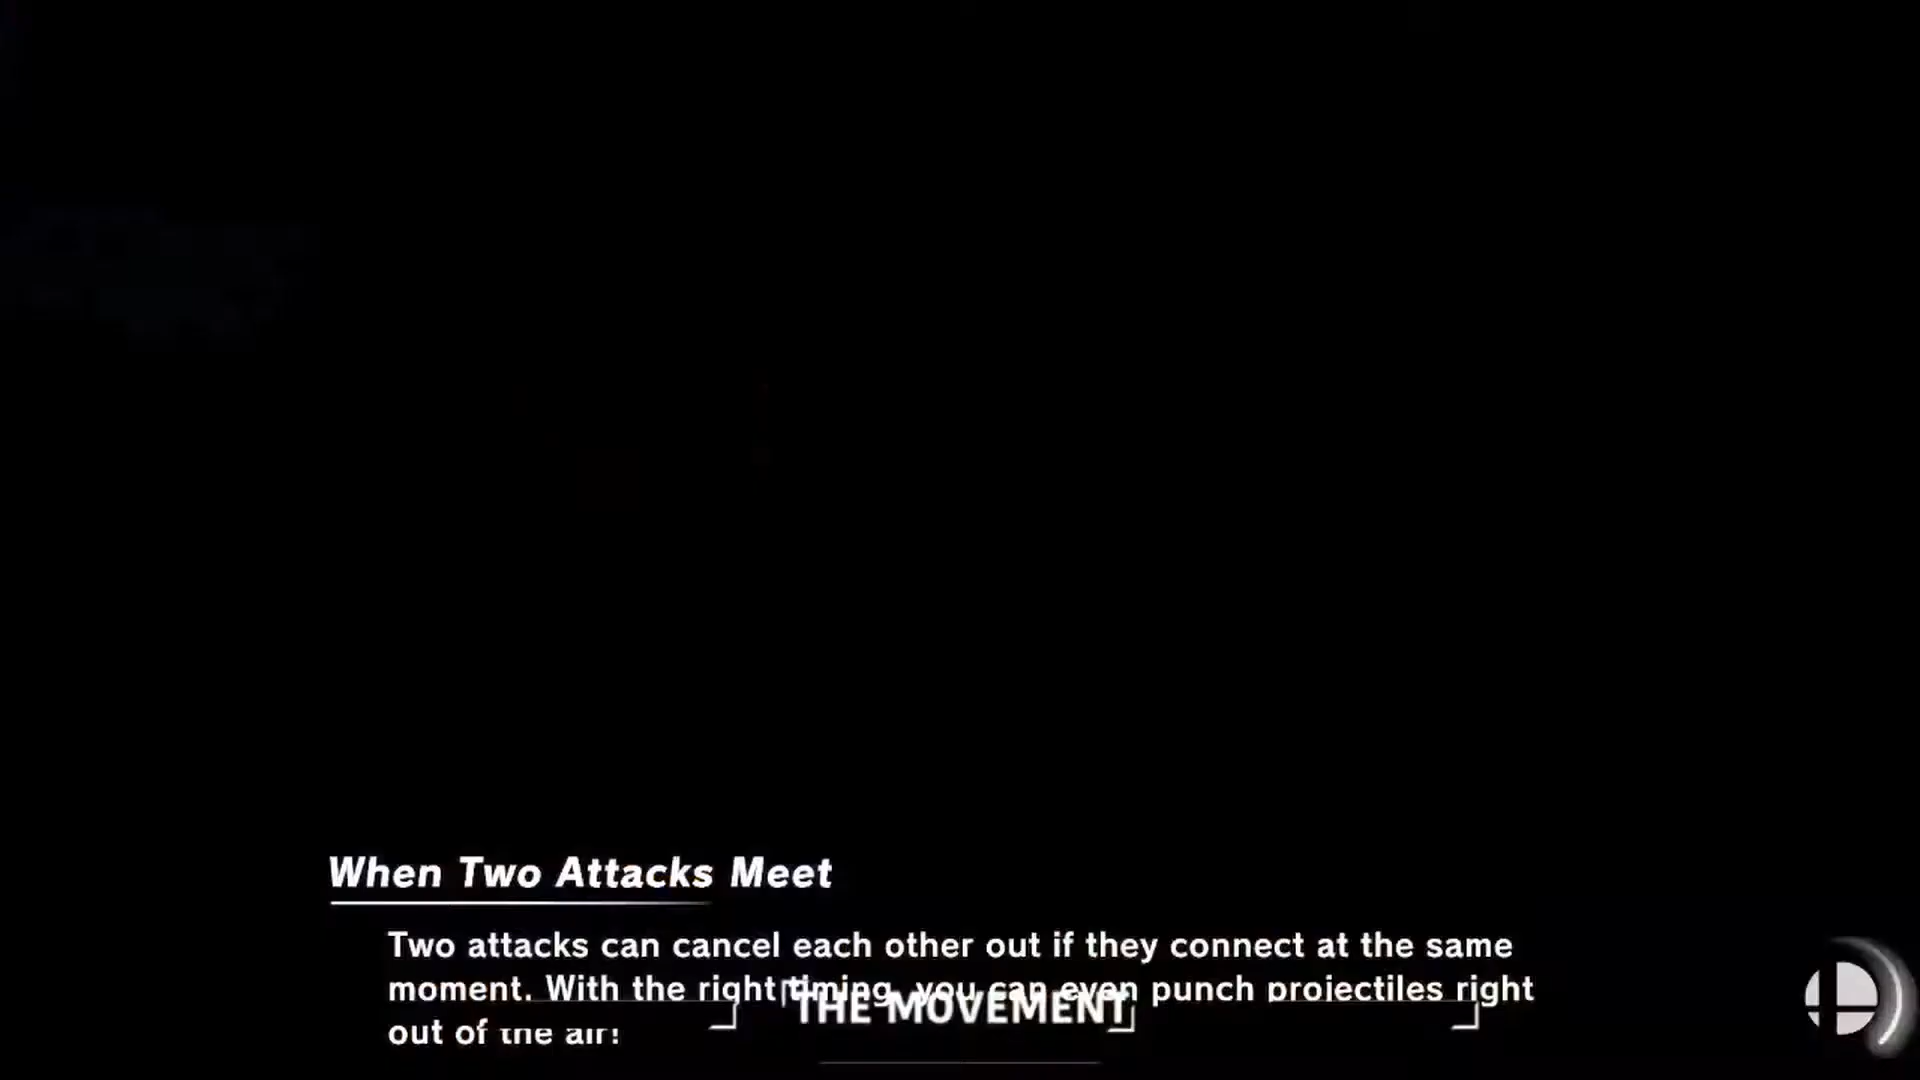 When Two Attacks Meet
Two attacks can cancel each other out if they connect at the same
moment. With the right timing, you can even punch projectiles right
THE MOVEMENT
out of the air!